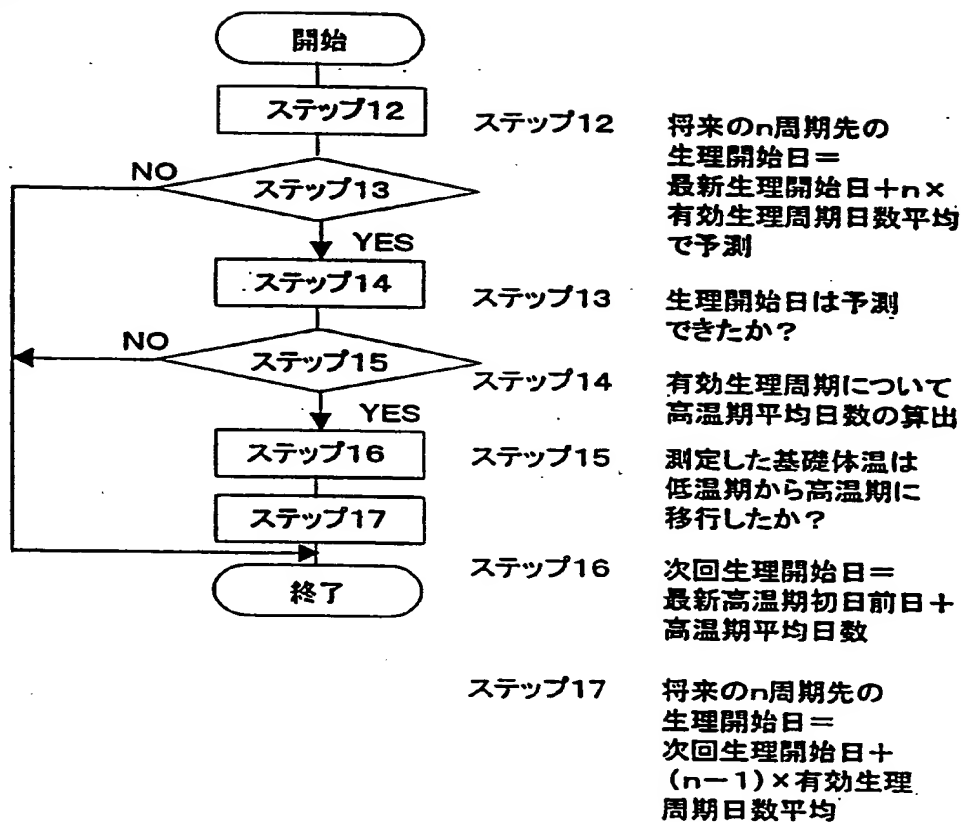 開始
ステップ12
NO
ステップ13
YES
ステップ14
NO
ステップ15
YES
ステップ16
ステップ17
終了
ステップ12 将来のn周期先の
生理開始日=
最新生理開始日+n×
有効生理周期日数平均
で予測
ステップ13 生理開始日は予測
できたか?
ステップ14 有効生理周期について
高温期平均日数の算出
ステップ15 測定した基礎体温は
低温期から高温期に
移行したか?
ステップ16 次回生理開始日=
最新高温期初日前日+
高温期平均日数
ステップ17 将来のn周期先の
生理開始日=
次回生理開始日+
(n-1)×有効生理
周期日数平均